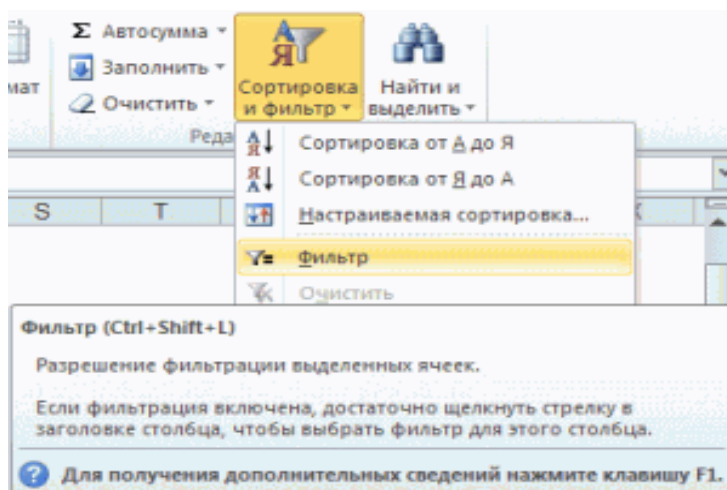 Σ Автосумма
Заполнить
мат
Очистить
Сортировка
и фильтр
Найти и
выделить
Реда
Сортировка от А до Я
Сортировка от Я до А
Настраиваемая сортировка...
S T
Фильтр
Очистить
Фильтр (Ctrl+Shift+L)
Разрешение фильтрации выделенных ячеек.
Если фильтрация включена, достаточно щелкнуть стрелку в
заголовке столбца, чтобы выбрать фильтр для этого столбца.
Для получения дополнительных сведений нажмите клавишу F1.